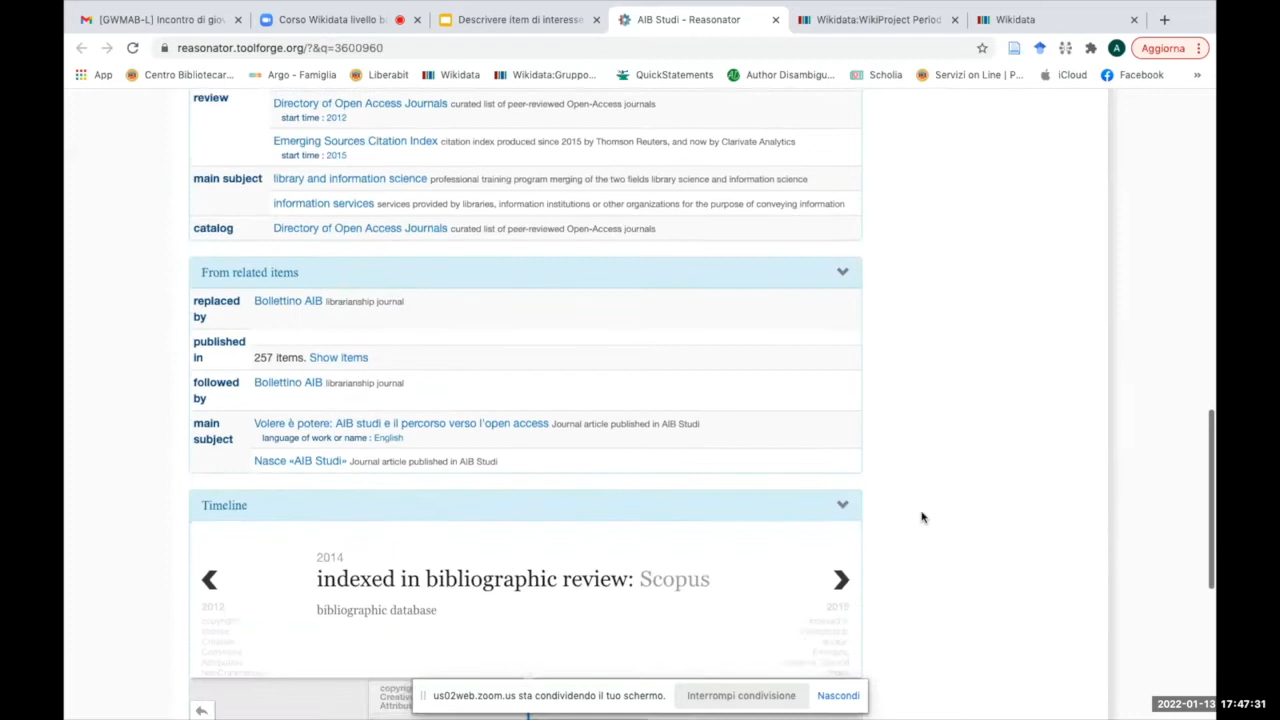 [GWMAB-L] Incontro di giov
Corso Wikidata livello b
Descrivere item di interesse
AIB Studi - Reasonator
Wikidata:WikiProject Period
Wikidata
reasonator.toolforge.org/?&q=3600960
A
Aggiorna
App
Centro Bibliotecar...
Argo - Famiglia
Liberabit
Wikidata
Wikidata:Gruppo...
QuickStatements
Author Disambigu...
Scholia
Servizi on Line | P...
iCloud
Facebook
»
review
Directory of Open Access Journals curated list of peer-reviewed Open-Access journals
start time : 2012
Emerging Sources Citation Index citation index produced since 2015 by Thomson Reuters, and now by Clarivate Analytics
start time : 2015
main subject
library and information science professional training program merging of the two fields library science and information science
information services services provided by libraries, information institutions or other organizations for the purpose of conveying information
catalog
Directory of Open Access Journals curated list of peer-reviewed Open-Access journals
From related items
replaced
by
Bollettino AIB librarianship journal
published
in
257 items. Show items
followed
by
Bollettino AIB librarianship journal
main
subject
Volere è potere: AIB studi e il percorso verso l'open access Journal article published in AIB Studi
language of work or name : English
Nasce «AIB Studi» Journal article published in AIB Studi
Timeline
2014
indexed in bibliographic review: Scopus
bibliographic database
2012
2015
Creative
us02web.zoom.us sta condividendo il tuo schermo.
Interrompi condivisione
Nascondi
2022-01-13 17:47:31